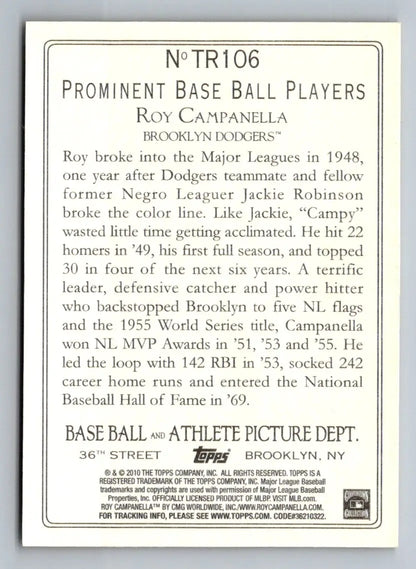 Nº TR106
PROMINENT BASE BALL PLAYERS
ROY CAMPANELLA
BROOKLYN DODGERS™
Roy broke into the Major Leagues in 1948,
one year after Dodgers teammate and fellow
former Negro Leaguer Jackie Robinson
broke the color line. Like Jackie, “Campy”
wasted little time getting acclimated. He hit 22
homers in '49, his first full season, and topped
30 in four of the next six years. A terrific
leader, defensive catcher and power hitter
who backstopped Brooklyn to five NL flags
and the 1955 World Series title, Campanella
won NL MVP Awards in '51, '53 and '55. He
led the loop with 142 RBI in '53, socked 242
career home runs and entered the National
Baseball Hall of Fame in '69.
BASE BALL AND ATHLETE PICTURE DEPT.
36TH STREET Topps BROOKLYN, NY
® & © 2010 THE TOPPS COMPANY, INC. ALL RIGHTS RESERVED. TOPPS IS A
REGISTERED TRADEMARK OF THE TOPPS COMPANY, INC. Major League Baseball
trademarks and copyrights are used with permission of Major League Baseball
Properties, Inc. OFFICIALLY LICENSED PRODUCT OF MLBP. VISIT MLB.com.
ROY CAMPANELLA™ BY CMG WORLDWIDE, INC./WWW.ROYCAMPANELLA.COM.
FOR TRACKING INFO, PLEASE SEE WWW.TOPPS.COM. CODE#36210322.
COOPERSTOWN
COLLECTION